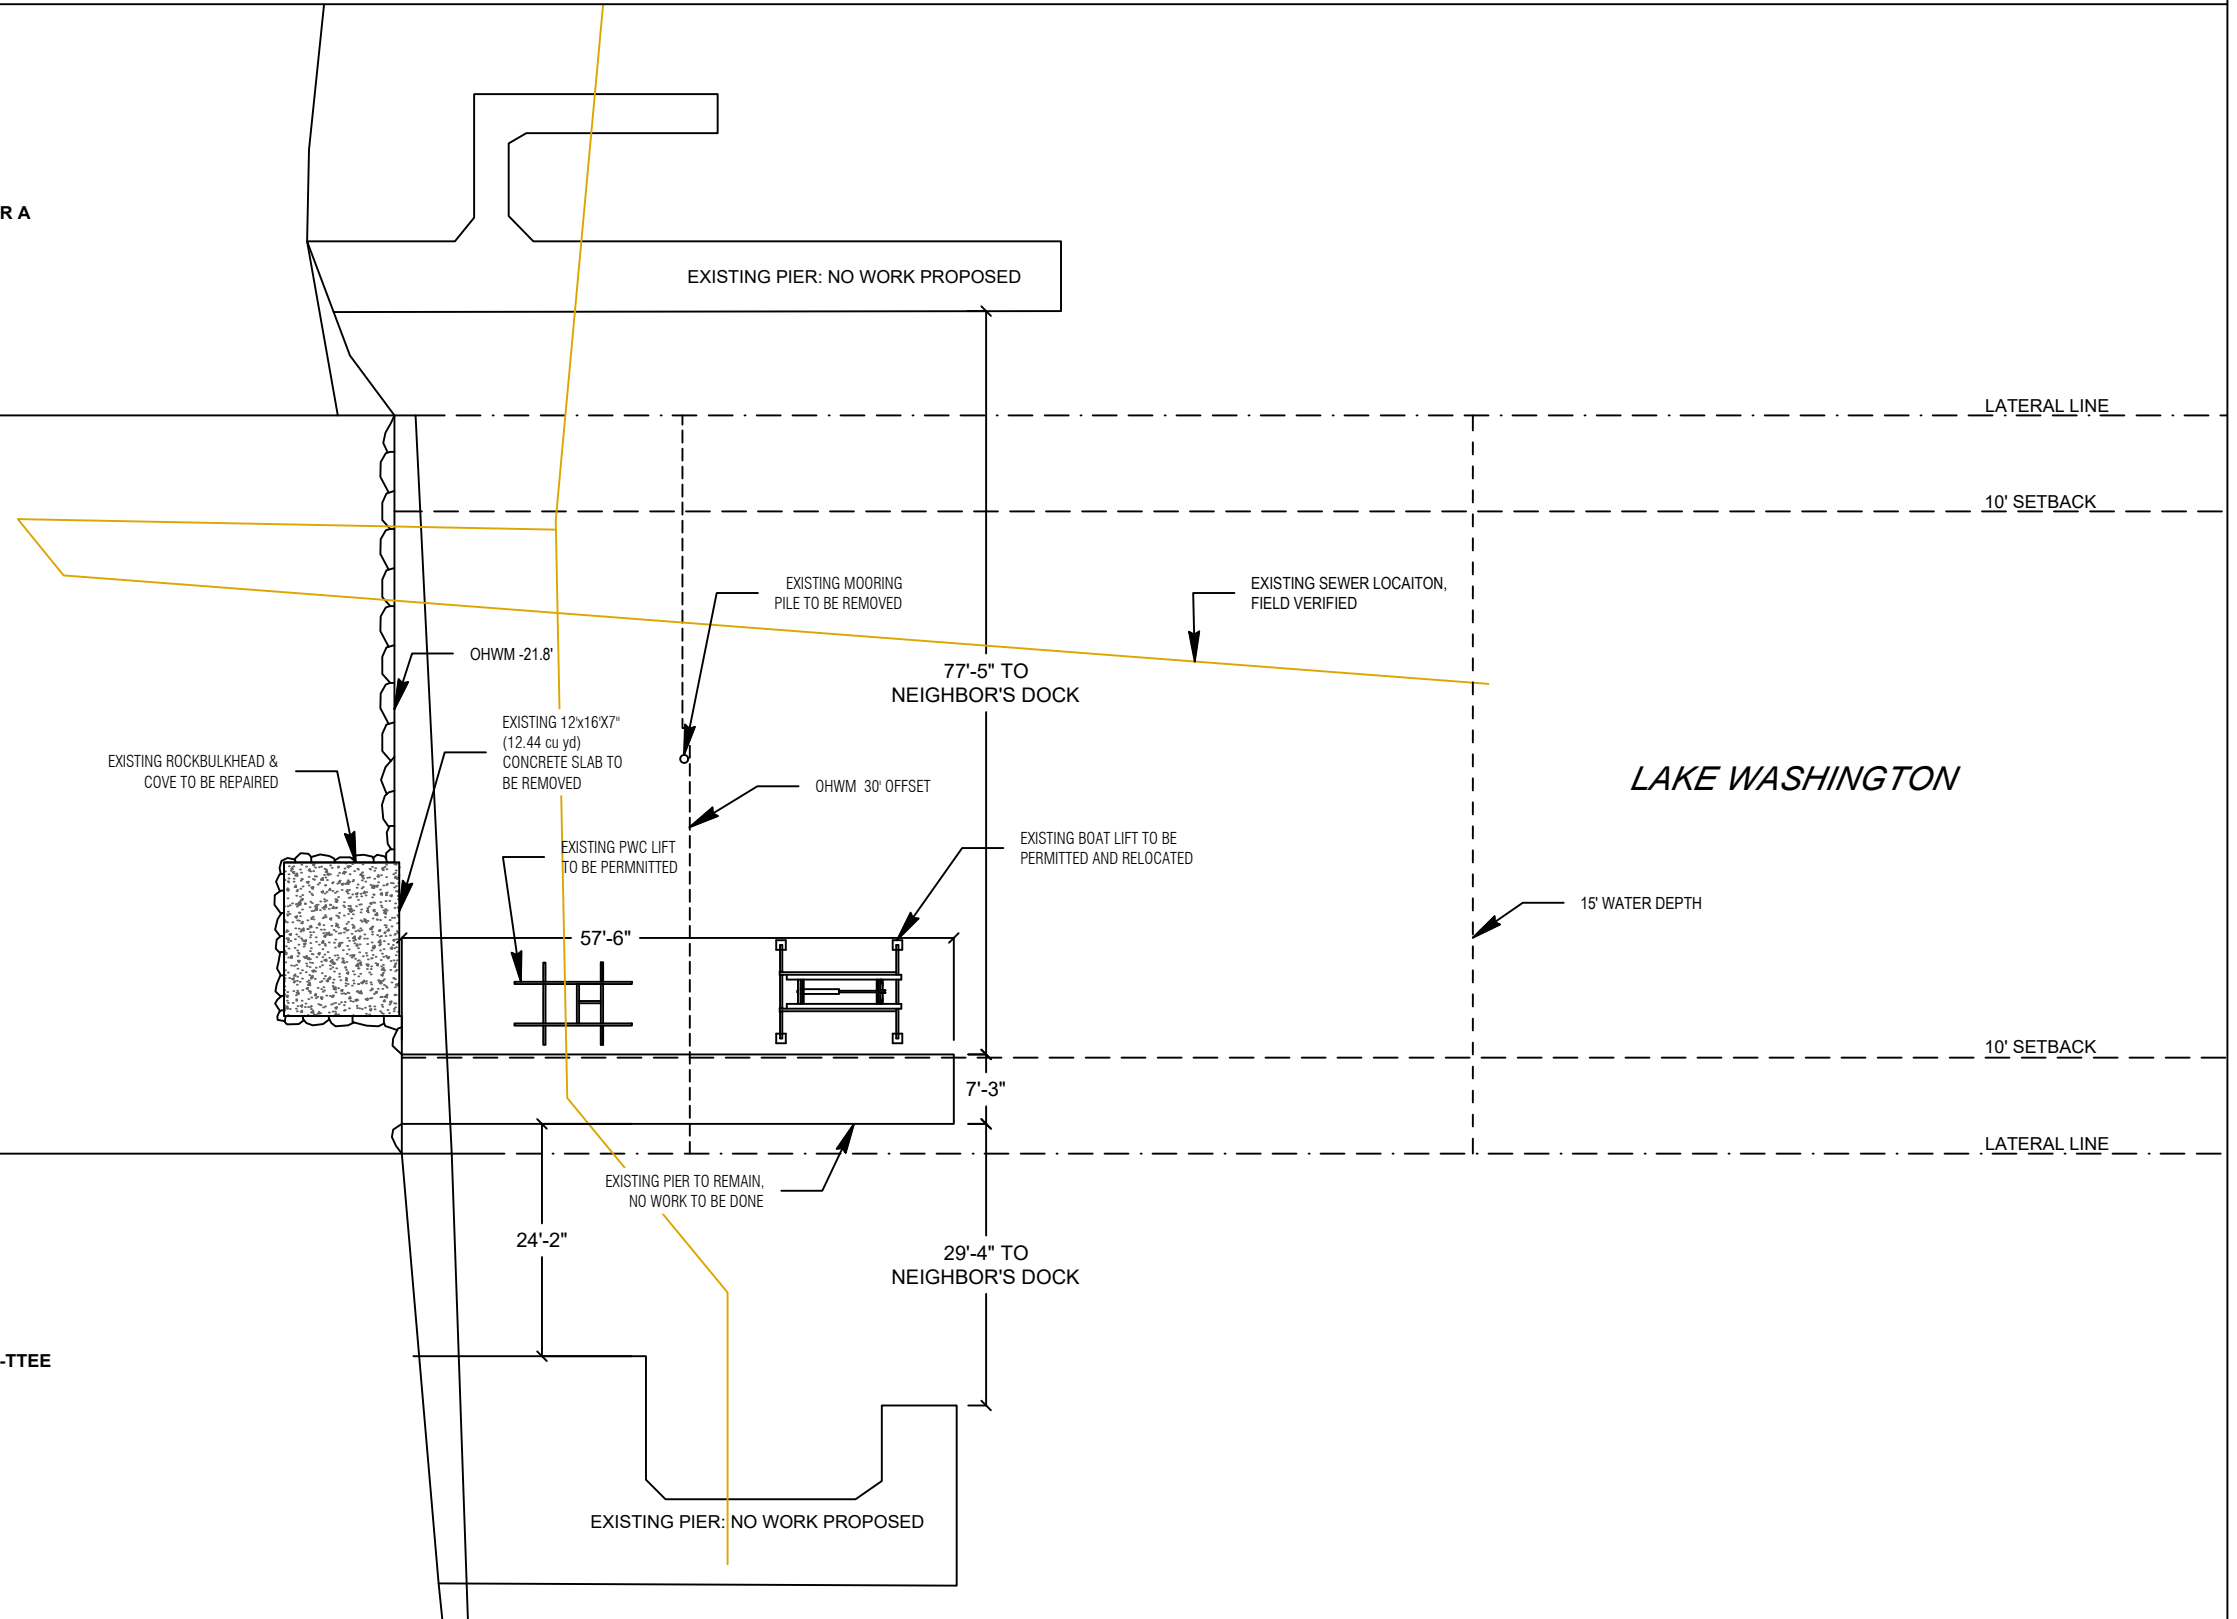 R A
EXISTING PIER: NO WORK PROPOSED
LATERAL LINE
10' SETBACK
EXISTING MOORING
PILE TO BE REMOVED
EXISTING SEWER LOCAITON,
FIELD VERIFIED
OHWM -21.8'
77'-5" TO
NEIGHBOR'S DOCK
EXISTING 12'x16'X7"
(12.44 cu yd)
CONCRETE SLAB TO
BE REMOVED
EXISTING ROCKBULKHEAD &
COVE TO BE REPAIRED
OHWM 30' OFFSET
LAKE WASHINGTON
EXISTING PWC LIFT
TO BE PERMNITTED
EXISTING BOAT LIFT TO BE
PERMITTED AND RELOCATED
15' WATER DEPTH
57'-6"
10' SETBACK
7'-3"
LATERAL LINE
EXISTING PIER TO REMAIN,
NO WORK TO BE DONE
24'-2"
29'-4" TO
NEIGHBOR'S DOCK
-TTEE
EXISTING PIER: NO WORK PROPOSED